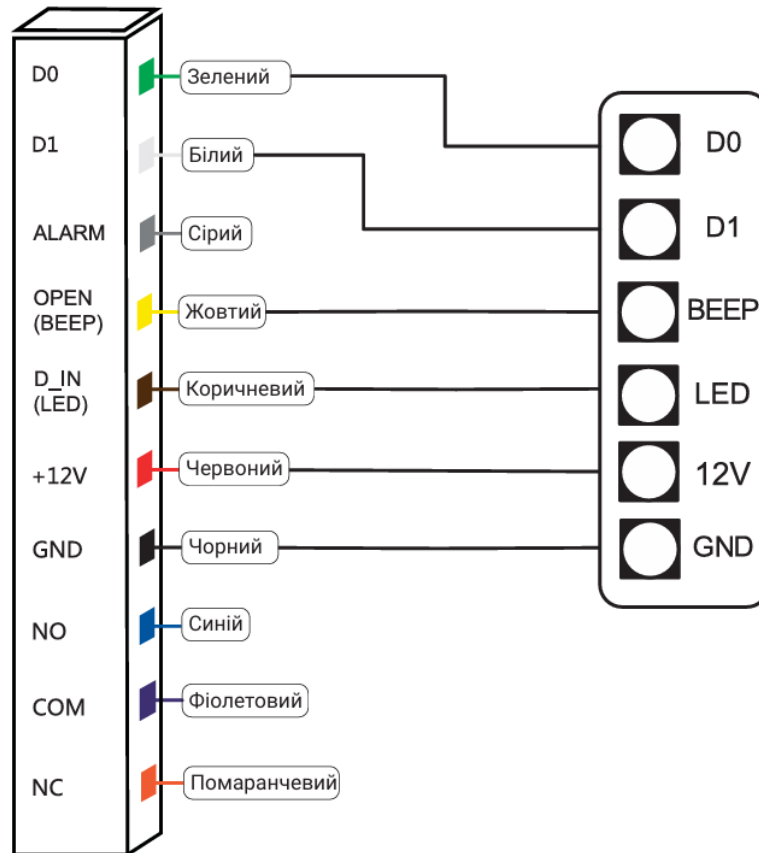 D0
Зелений
D1
Білий
ALARM
Сірий
OPEN
(BEEP)
Жовтий
D_IN
(LED)
Коричневий
+12V
Червоний
GND
Чорний
NO
Синій
COM
Фіолетовий
NC
Помаранчевий
D0
D1
BEEP
LED
12V
GND